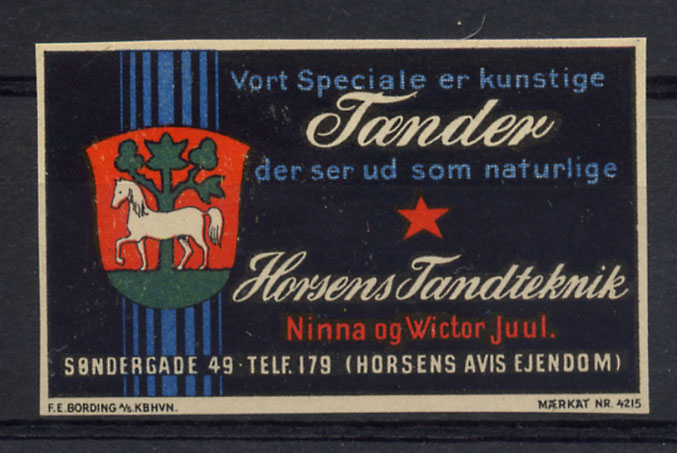 Vort Speciale er kunstige
Tænder
der ser ud som naturlige
Horsens Tandteknik
Ninna og Wictor Juul.
SØNDERGADE 49 · TELF. 179 (HORSENS AVIS EJENDOM)
F. E. BORDING A/S. KBHVN. MÆRKAT NR. 4215